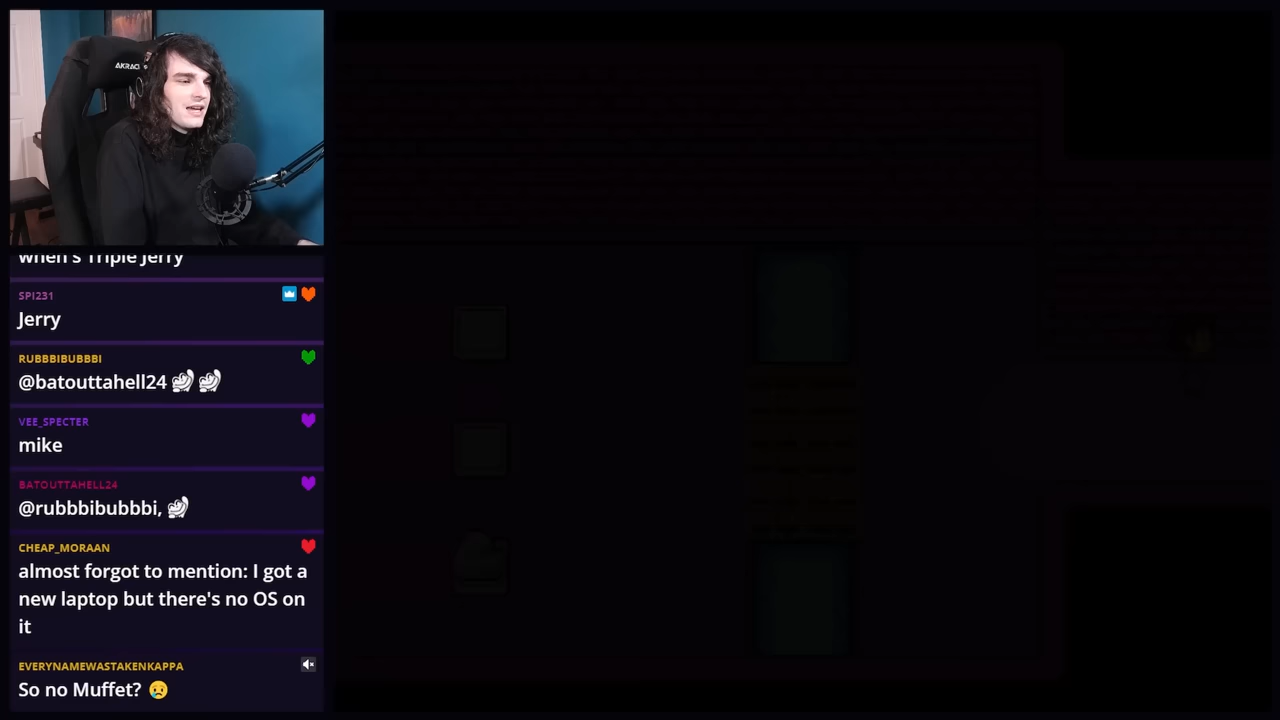 AKRACI
when's Triple Jerry
SPI231
Jerry
RUBBBIBUBBBI
@batouttahell24
VEE_SPECTER
mike
BATOUTTAHELL24
@rubbbibubbbi,
CHEAP_MORAAN
almost forgot to mention: I got a
new laptop but there's no OS on
it
EVERYNAMEWASTAKENKAPPA
So no Muffet? 😢